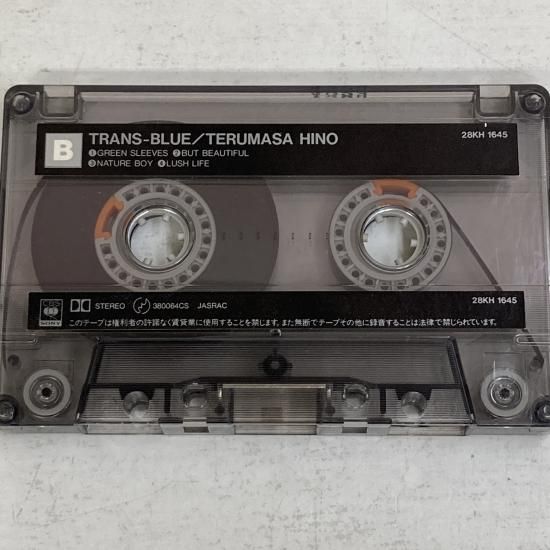 B
TRANS-BLUE/TERUMASA HINO
28KH 1645
❶GREEN SLEEVES ❷BUT BEAUTIFUL
❸NATURE BOY ❹LUSH LIFE
CBS
SONY
STEREO
380064CS JASRAC
28KH 1645
このテープは権利者の許諾なく賃貸業に使用することを禁じます。また無断でテープその他に録音することは法律で禁じられています。